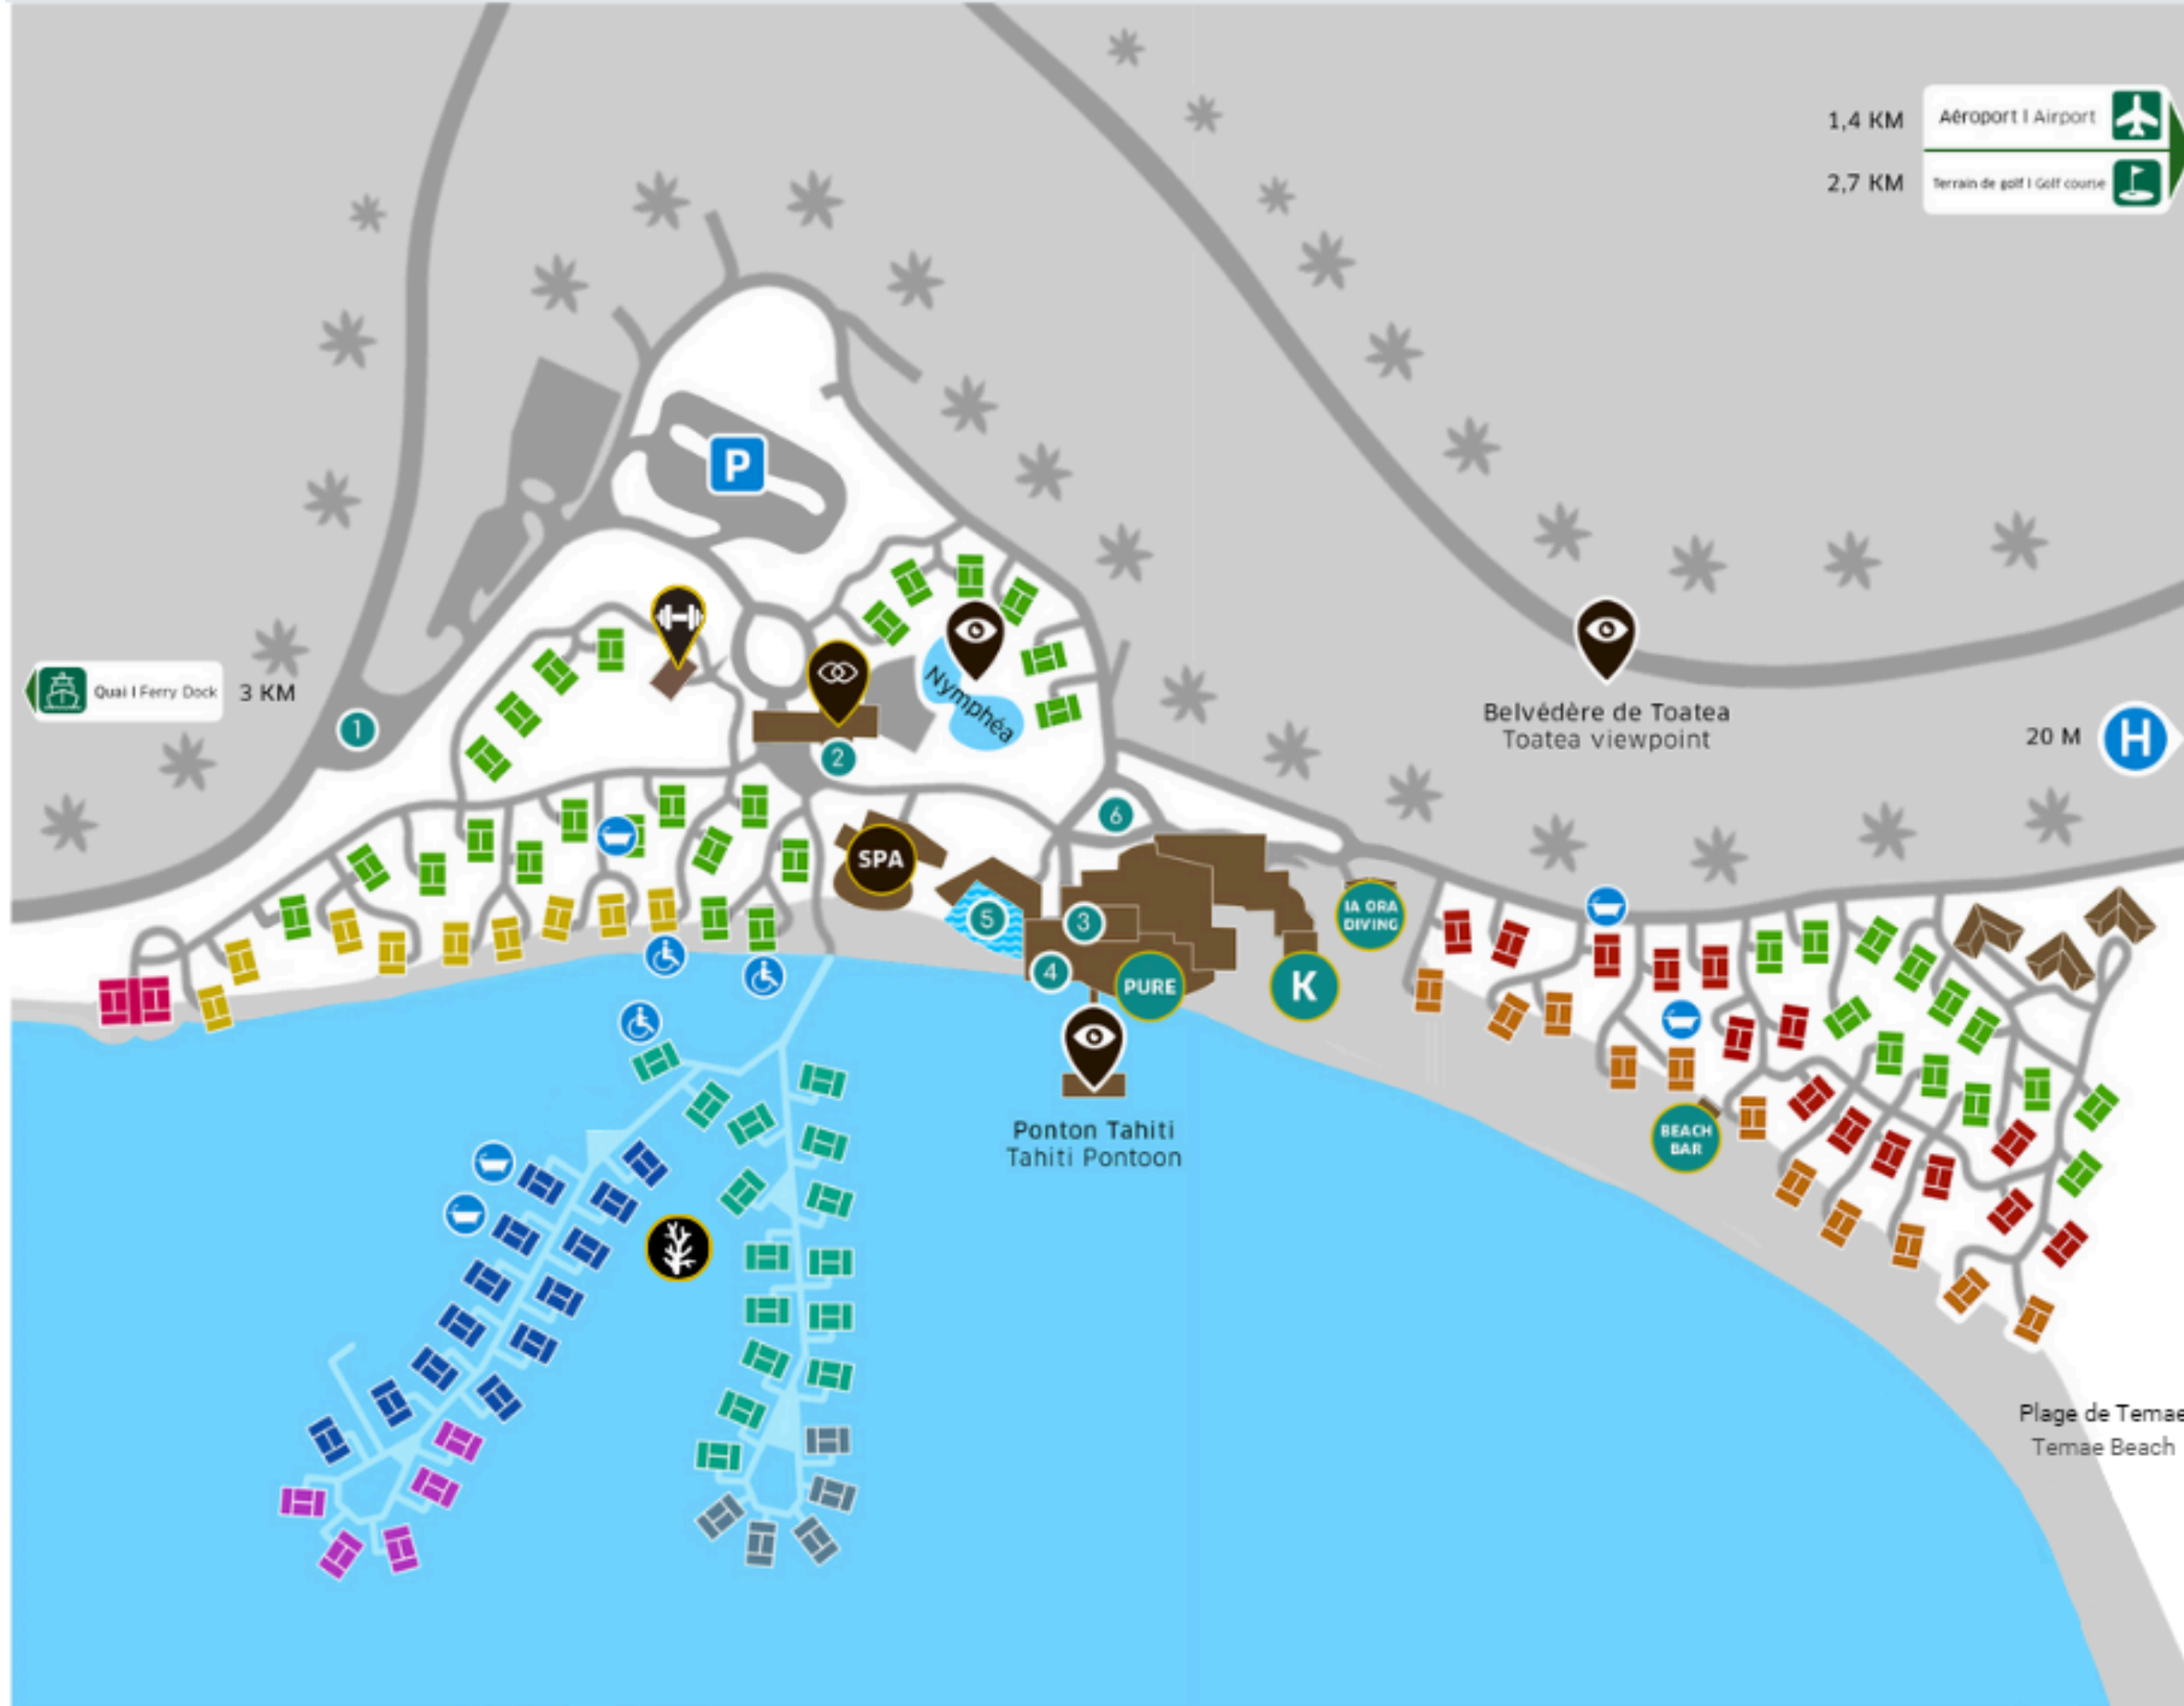 1,4 KM
Aéroport | Airport
2,7 KM
Terrain de golf | Golf course
P
Quai | Ferry Dock
3 KM
1
2
Nymphéa
Belvédère de Toatea
Toatea viewpoint
20 M
H
6
SPA
5
3
4
PURE
K
IA ORA
DIVING
BEACH
BAR
Ponton Tahiti
Tahiti Pontoon
Plage de Temae
Temae Beach